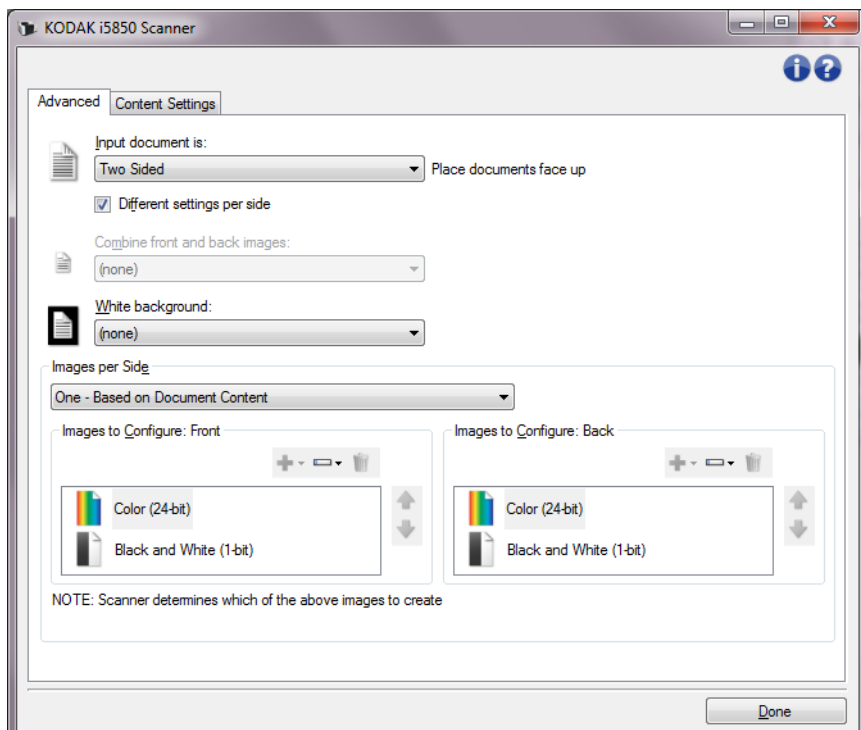 KODAK i5850 Scanner
Advanced
Content Settings
Input document is:
Two Sided
Place documents face up
Different settings per side
Combine front and back images:
(none)
White background:
(none)
Images per Side
One - Based on Document Content
Images to Configure: Front
Color (24-bit)
Black and White (1-bit)
Images to Configure: Back
Color (24-bit)
Black and White (1-bit)
NOTE: Scanner determines which of the above images to create
Done